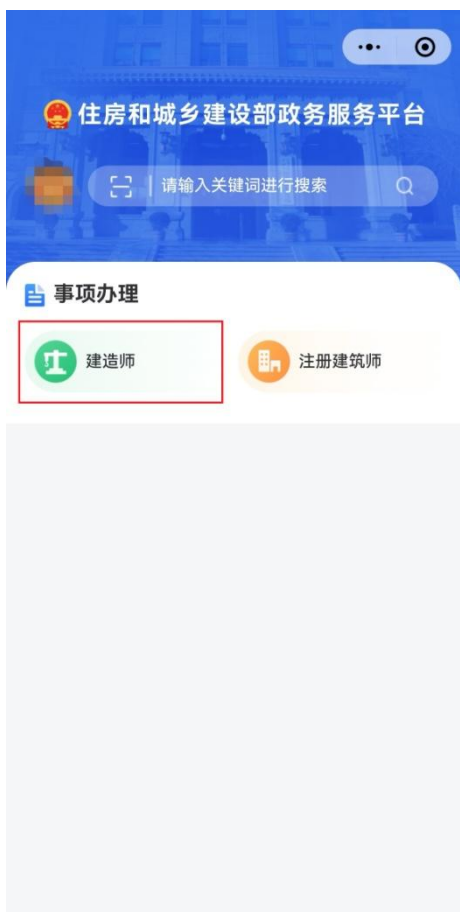 住房和城乡建设部政务服务平台
请输入关键词进行搜索
事项办理
建造师
注册建筑师